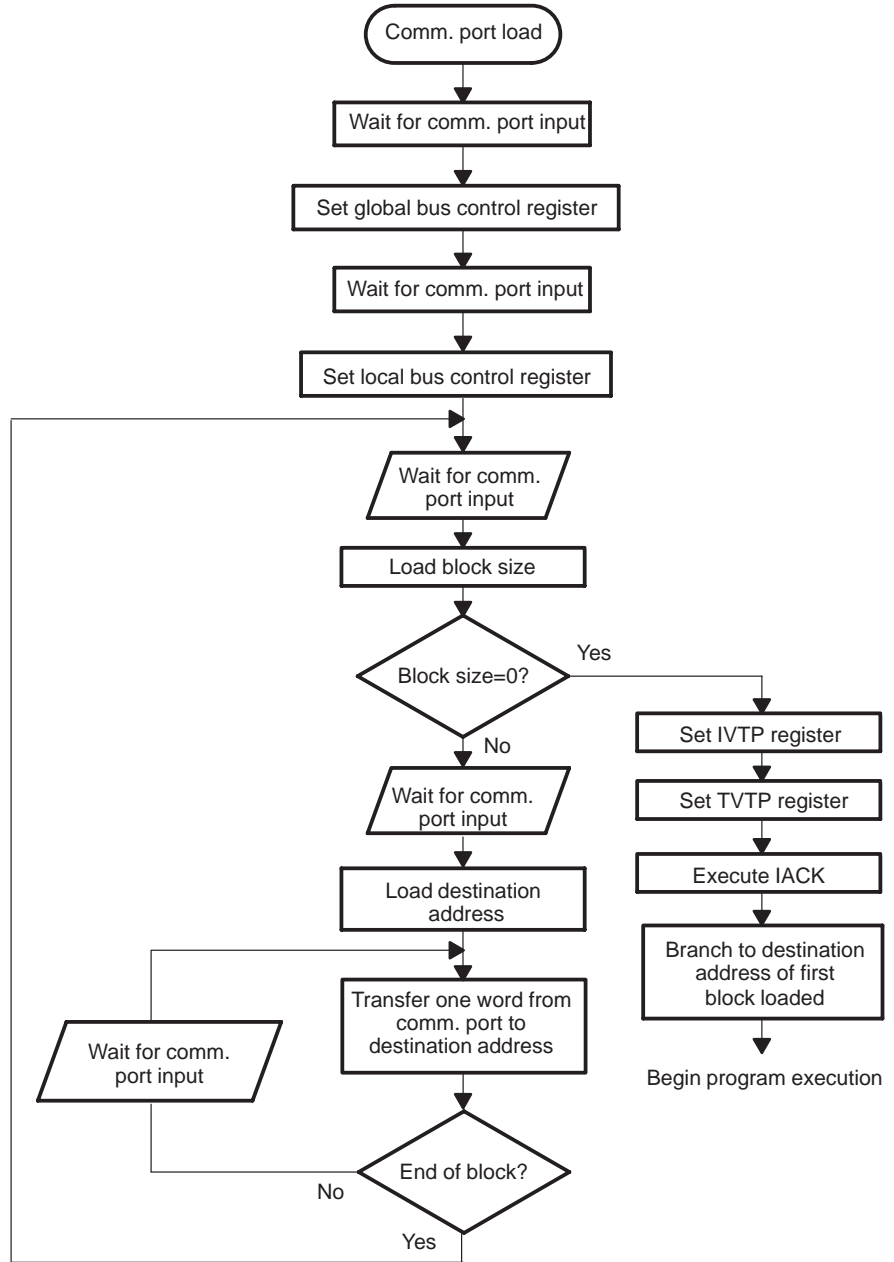 Comm. port load
Wait for comm. port input
Set global bus control register
Wait for comm. port input
Set local bus control register
Wait for comm.
port input
Load block size
Block size=0?
Yes
No
Set IVTP register
Set TVTP register
Execute IACK
Branch to destination
address of first
block loaded
Begin program execution
Wait for comm.
port input
Load destination
address
Transfer one word from
comm. port to
destination address
Wait for comm.
port input
End of block?
No
Yes